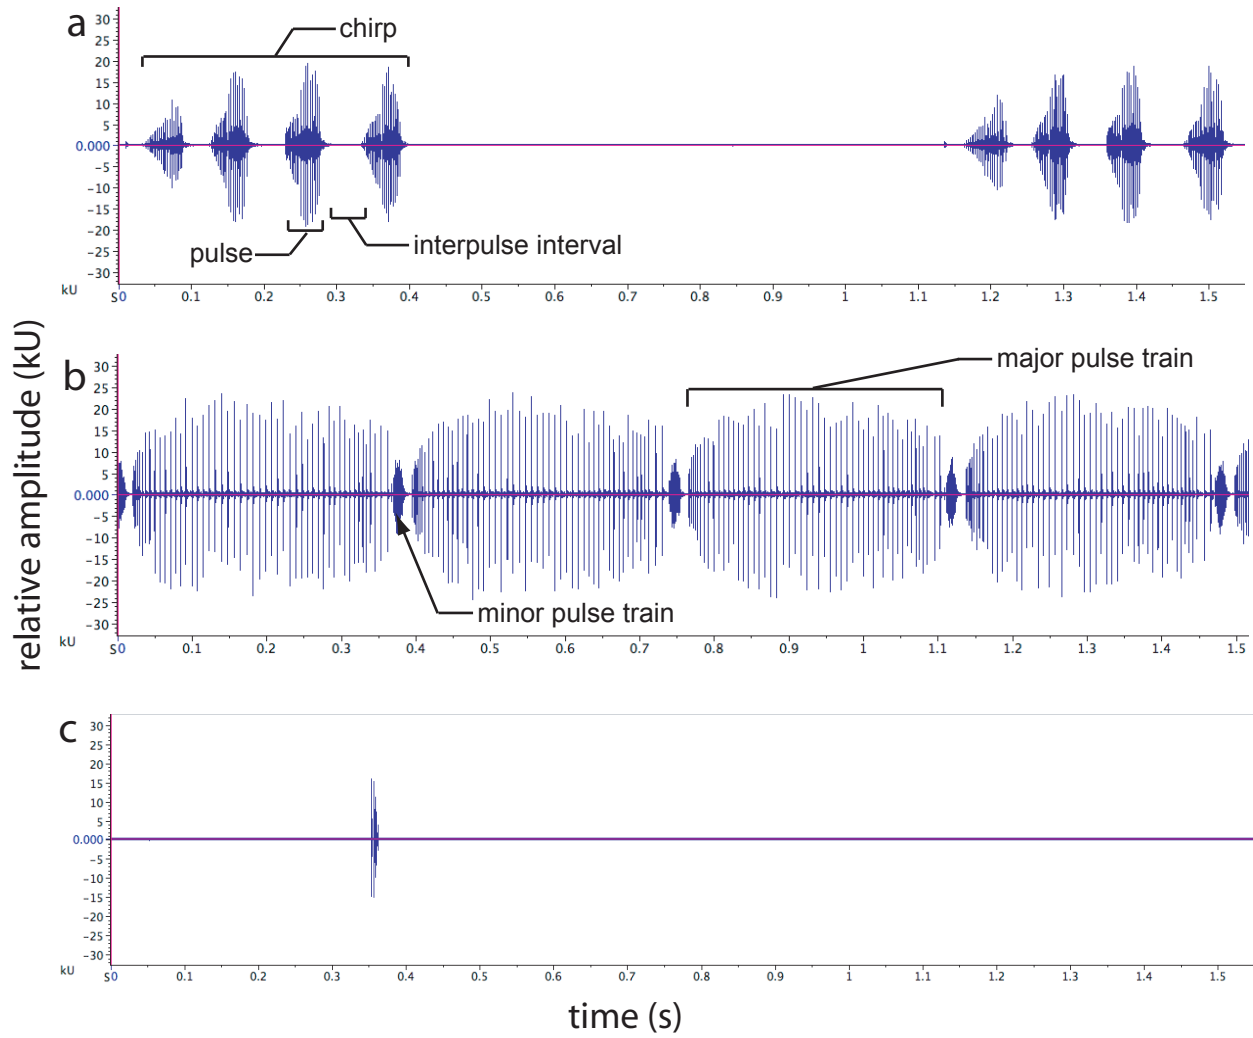 a
chirp
30
25
20
15
10
5
0.000
−5
−10
−15
−20
−25
−30
pulse
interpulse interval
kU
S0 0.1 0.2 0.3 0.4 0.5 0.6 0.7 0.8 0.9 1 1.1 1.2 1.3 1.4 1.5
relative amplitude (kU)
b
major pulse train
30
25
20
15
10
5
0.000
−5
−10
−15
−20
−25
−30
minor pulse train
kU
S0 0.1 0.2 0.3 0.4 0.5 0.6 0.7 0.8 0.9 1 1.1 1.2 1.3 1.4 1.5
c
30
25
20
15
10
5
0.000
−5
−10
−15
−20
−25
−30
kU
S0 0.1 0.2 0.3 0.4 0.5 0.6 0.7 0.8 0.9 1 1.1 1.2 1.3 1.4 1.5
time (s)